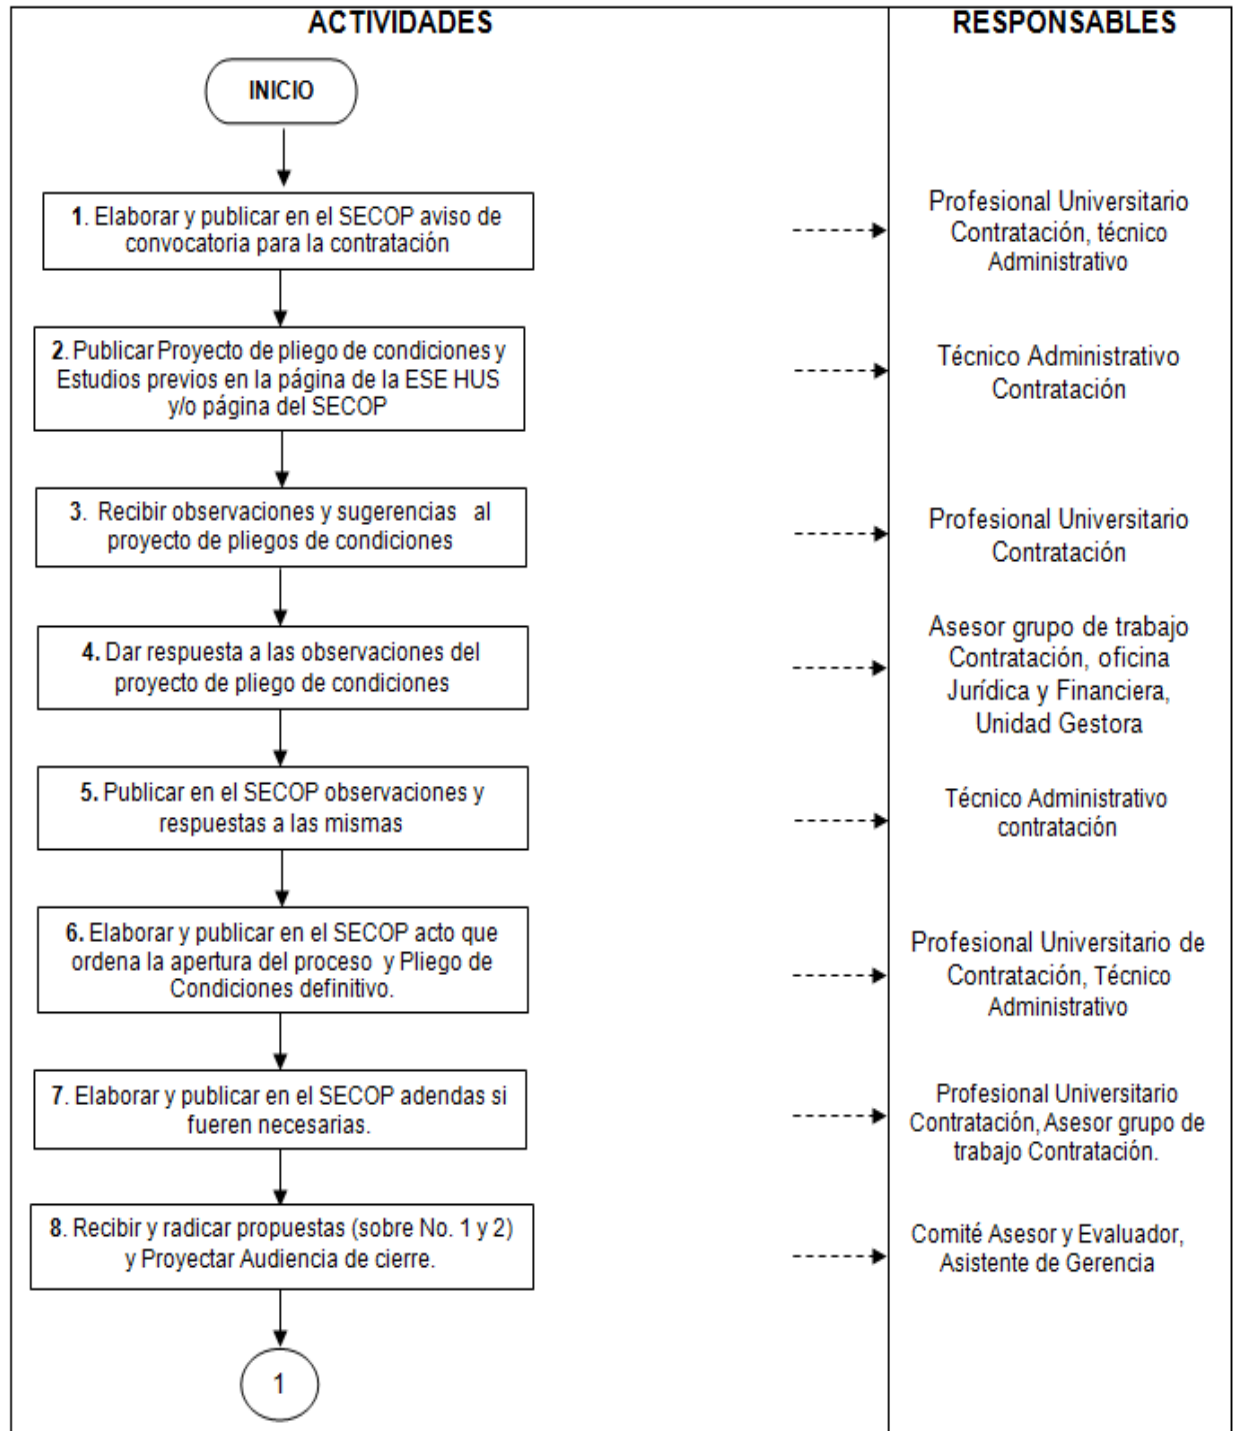 ACTIVIDADES
RESPONSABLES
INICIO
1. Elaborar y publicar en el SECOP aviso de
convocatoria para la contratación
Profesional Universitario
Contratación, técnico
Administrativo
2. Publicar Proyecto de pliego de condiciones y
Estudios previos en la página de la ESE HUS
y/o página del SECOP
Técnico Administrativo
Contratación
3. Recibir observaciones y sugerencias al
proyecto de pliegos de condiciones
Profesional Universitario
Contratación
4. Dar respuesta a las observaciones del
proyecto de pliego de condiciones
Asesor grupo de trabajo
Contratación, oficina
Jurídica y Financiera,
Unidad Gestora
5. Publicar en el SECOP observaciones y
respuestas a las mismas
Técnico Administrativo
contratación
6. Elaborar y publicar en el SECOP acto que
ordena la apertura del proceso y Pliego de
Condiciones definitivo.
Profesional Universitario de
Contratación, Técnico
Administrativo
7. Elaborar y publicar en el SECOP adendas si
fueren necesarias.
Profesional Universitario
Contratación, Asesor grupo de
trabajo Contratación.
8. Recibir y radicar propuestas (sobre No. 1 y 2)
y Proyectar Audiencia de cierre.
Comité Asesor y Evaluador,
Asistente de Gerencia
1